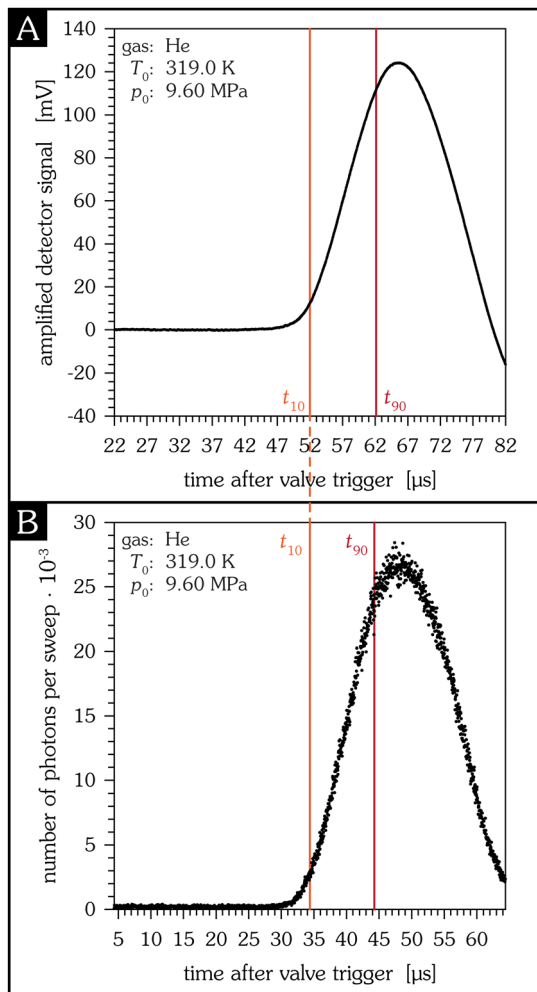 A
gas: He
T0: 319.0 K
p0: 9.60 MPa
amplified detector signal [mV]
140
120
100
80
60
40
20
0
-20
-40
t10
t90
22 27 32 37 42 47 52 57 62 67 72 77 82
time after valve trigger [µs]
B
gas: He
T0: 319.0 K
p0: 9.60 MPa
t10
t90
number of photons per sweep · 10-3
30
25
20
15
10
5
0
5 10 15 20 25 30 35 40 45 50 55 60
time after valve trigger [µs]